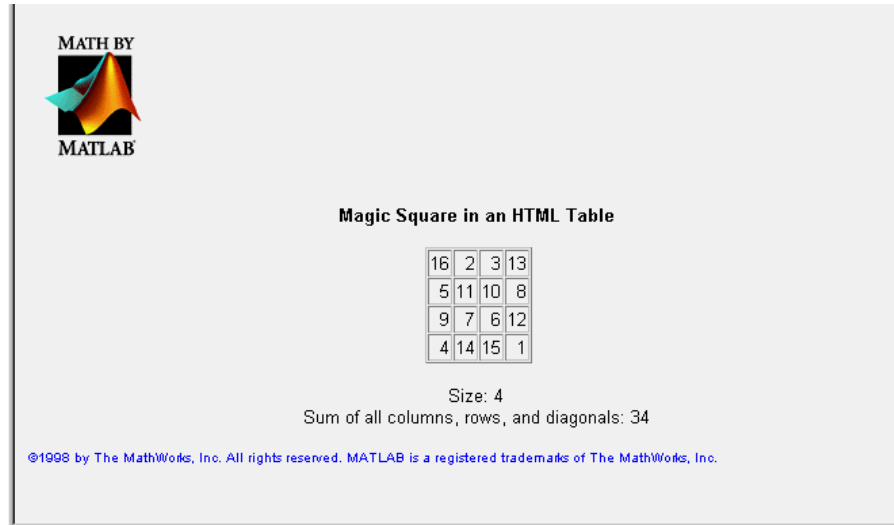 MATH BY
MATLAB®
Magic Square in an HTML Table
16 2 3 13
5 11 10 8
9 7 6 12
4 14 15 1
Size: 4
Sum of all columns, rows, and diagonals: 34
©1998 by The MathWorks, Inc. All rights reserved. MATLAB is a registered trademarks of The MathWorks, Inc.